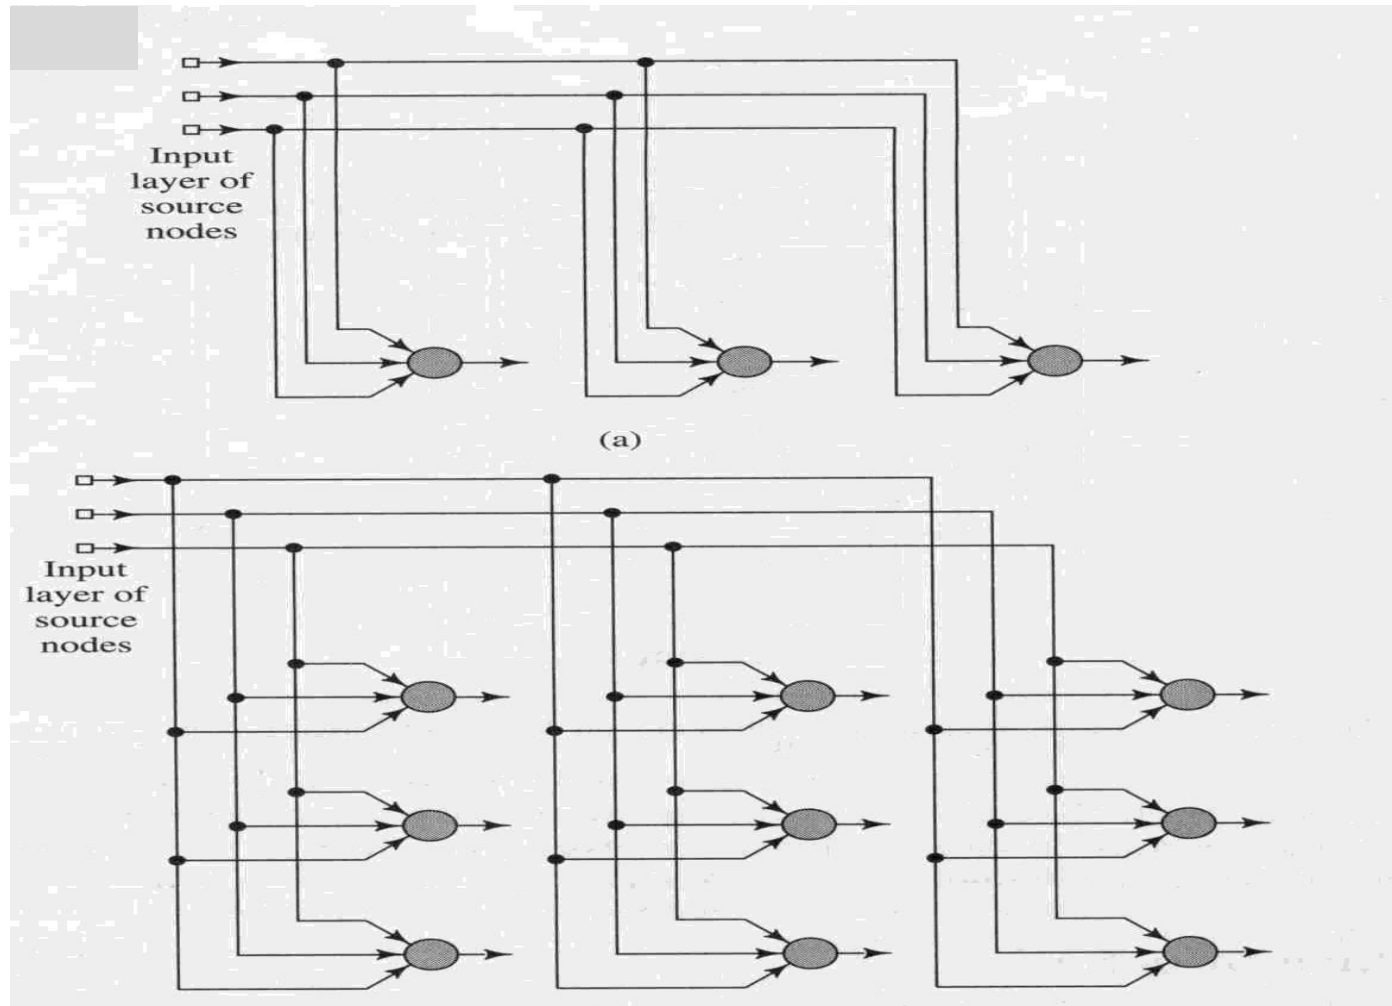 Input
layer of
source
nodes
(a)
Input
layer of
source
nodes